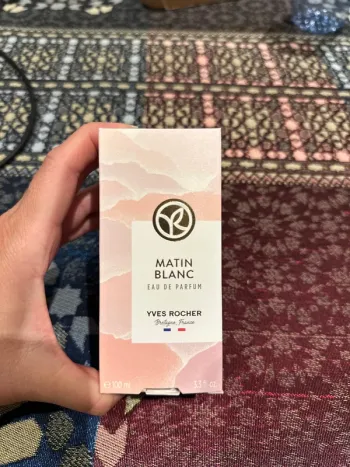 MATIN
BLANC
EAU DE PARFUM
YVES ROCHER
Bretagne, France
e 100 ml
3.3 fl. oz